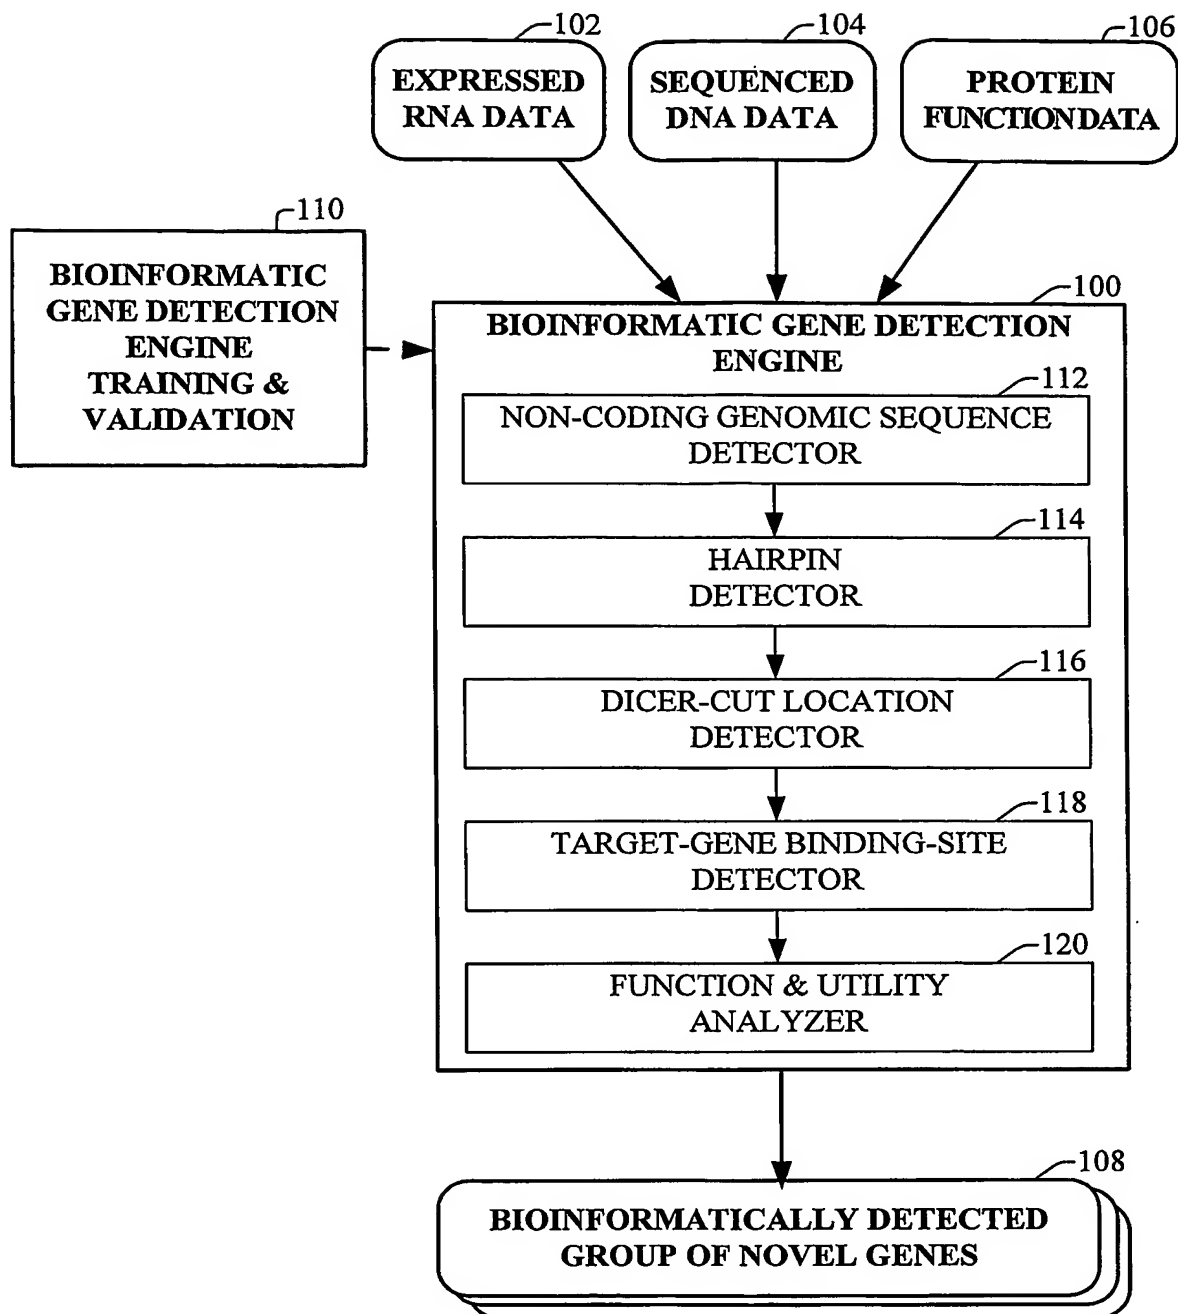 102
104
106
EXPRESSED
RNA DATA
SEQUENCED
DNA DATA
PROTEIN
FUNCTION DATA
110
BIOINFORMATIC
GENE DETECTION
ENGINE
TRAINING &
VALIDATION
100
BIOINFORMATIC GENE DETECTION
ENGINE
112
NON-CODING GENOMIC SEQUENCE
DETECTOR
114
HAIRPIN
DETECTOR
116
DICER-CUT LOCATION
DETECTOR
118
TARGET-GENE BINDING-SITE
DETECTOR
120
FUNCTION & UTILITY
ANALYZER
108
BIOINFORMATICALLY DETECTED
GROUP OF NOVEL GENES